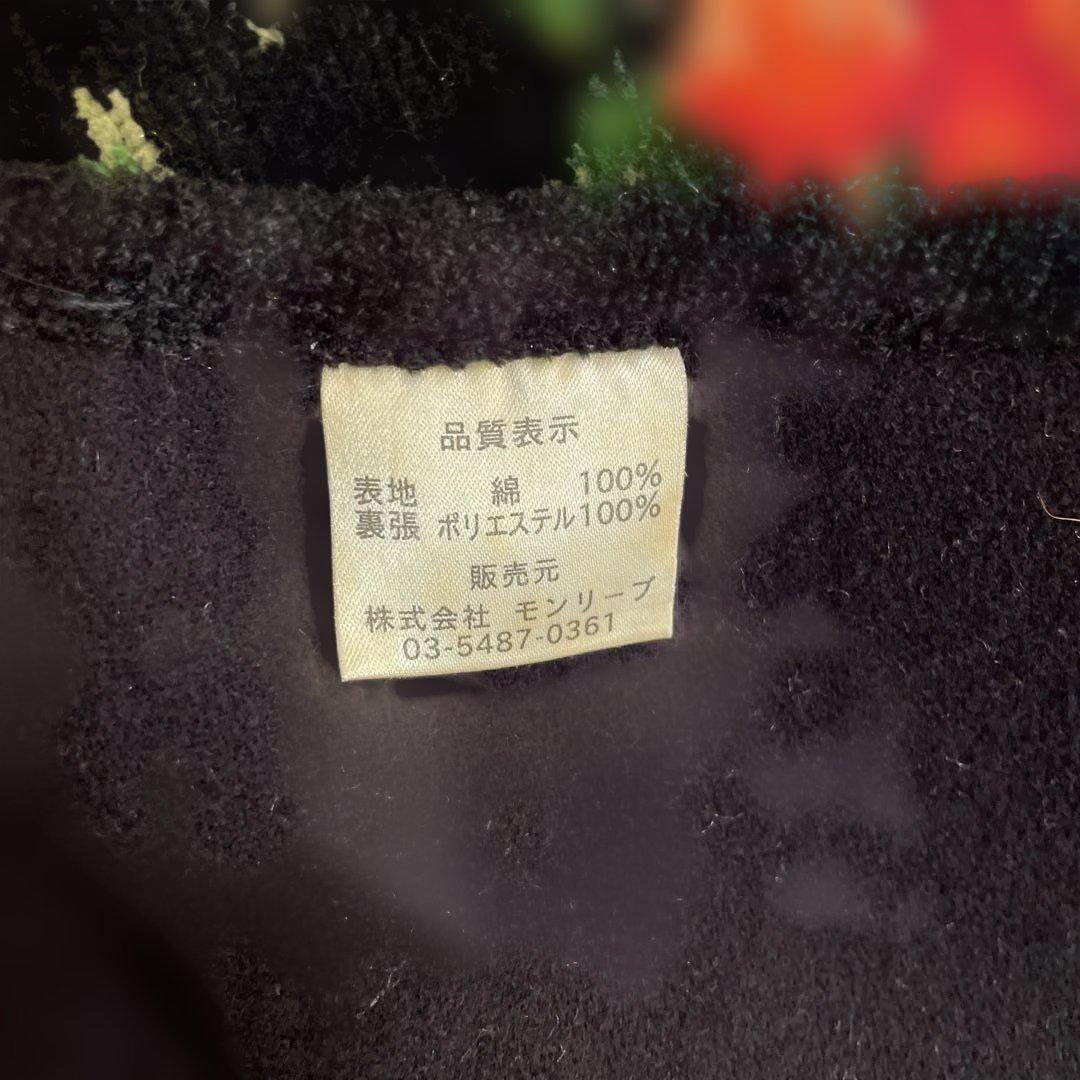 品質表示
表地 綿 100%
裏張 ポリエステル100%
販売元
株式会社 モンリーブ
03-5487-0361